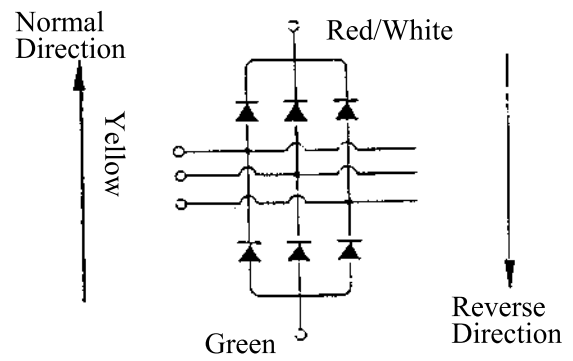 Normal
Direction
Red/White
Yellow
Reverse
Direction
Green